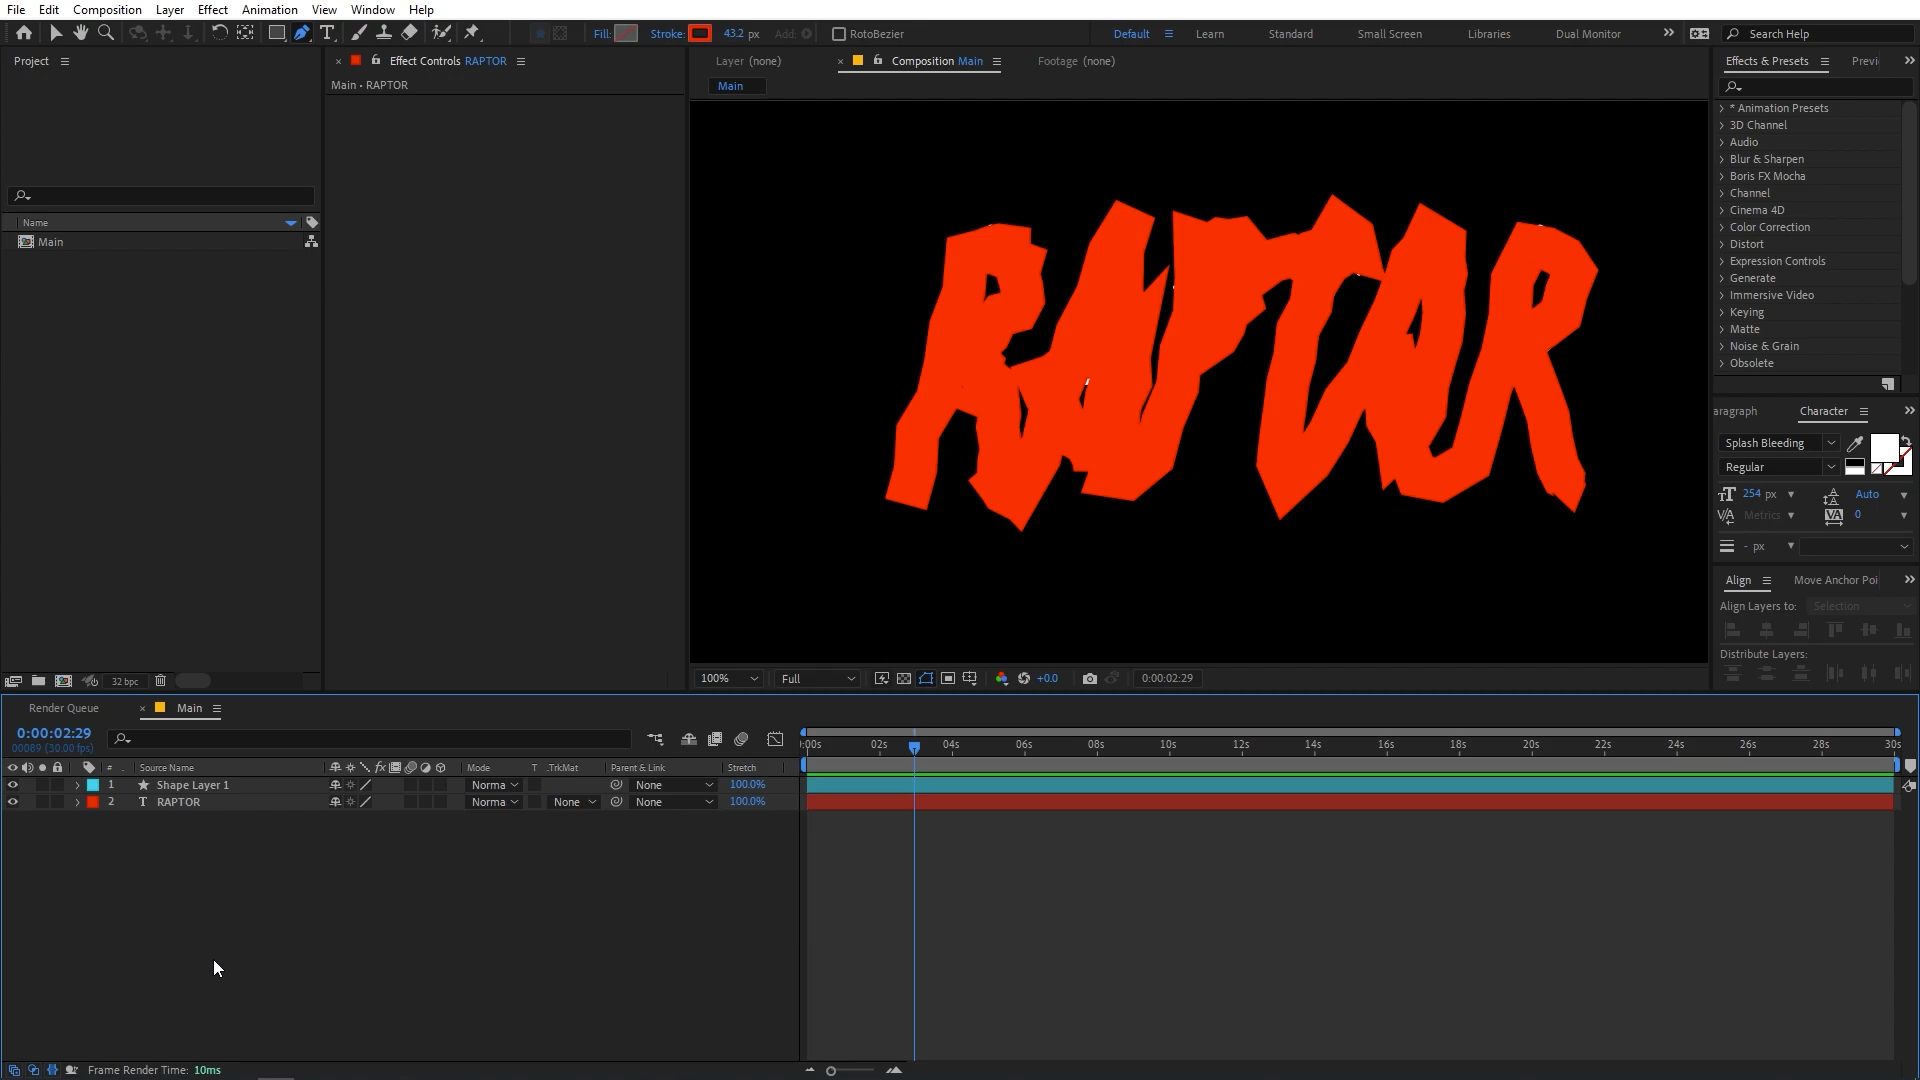 File Edit Composition Layer Effect Animation View Window Help
Fill: Stroke: 43.2 px Add: RotoBezier Default Learn Standard Small Screen Libraries Dual Monitor Search Help
Project
Effect Controls RAPTOR
Main • RAPTOR
Layer (none) Composition Main Footage (none)
Main
Name
Main
32 bpc
RAPTOR
100% Full +0.0 0:00:02:29
Effects & Presets Previ
* Animation Presets
3D Channel
Audio
Blur & Sharpen
Boris FX Mocha
Channel
Cinema 4D
Color Correction
Distort
Expression Controls
Generate
Immersive Video
Keying
Matte
Noise & Grain
Obsolete
aragraph Character
Splash Bleeding
Regular
254 px Auto
Metrics 0
- px
Align Move Anchor Poi
Align Layers to: Selection
Distribute Layers:
Render Queue Main
0:00:02:29
00089 (30.00 fps)
:00s 02s 04s 06s 08s 10s 12s 14s 16s 18s 20s 22s 24s 26s 28s 30s
# Source Name fx Mode T .TrkMat Parent & Link Stretch
1 Shape Layer 1 Norma None 100.0%
2 T RAPTOR Norma None None 100.0%
Frame Render Time: 10ms